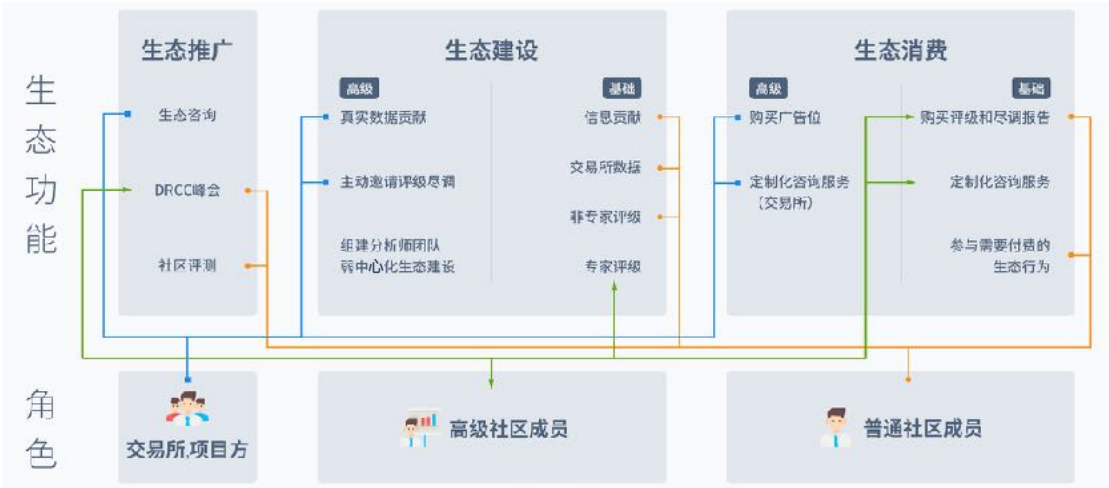 生态功能
生态推广
生态咨询
DRCC峰会
社区评测
生态建设
高级
真实数据贡献
主动邀请评级尽调
组建分析师团队
弱中心化生态建设
基础
信息贡献
交易所数据
非专家评级
专家评级
生态消费
高级
购买广告位
定制化咨询服务
（交易所）
基础
购买评级和尽调报告
定制化咨询服务
参与需要付费的
生态行为
角色
交易所,项目方
高级社区成员
普通社区成员